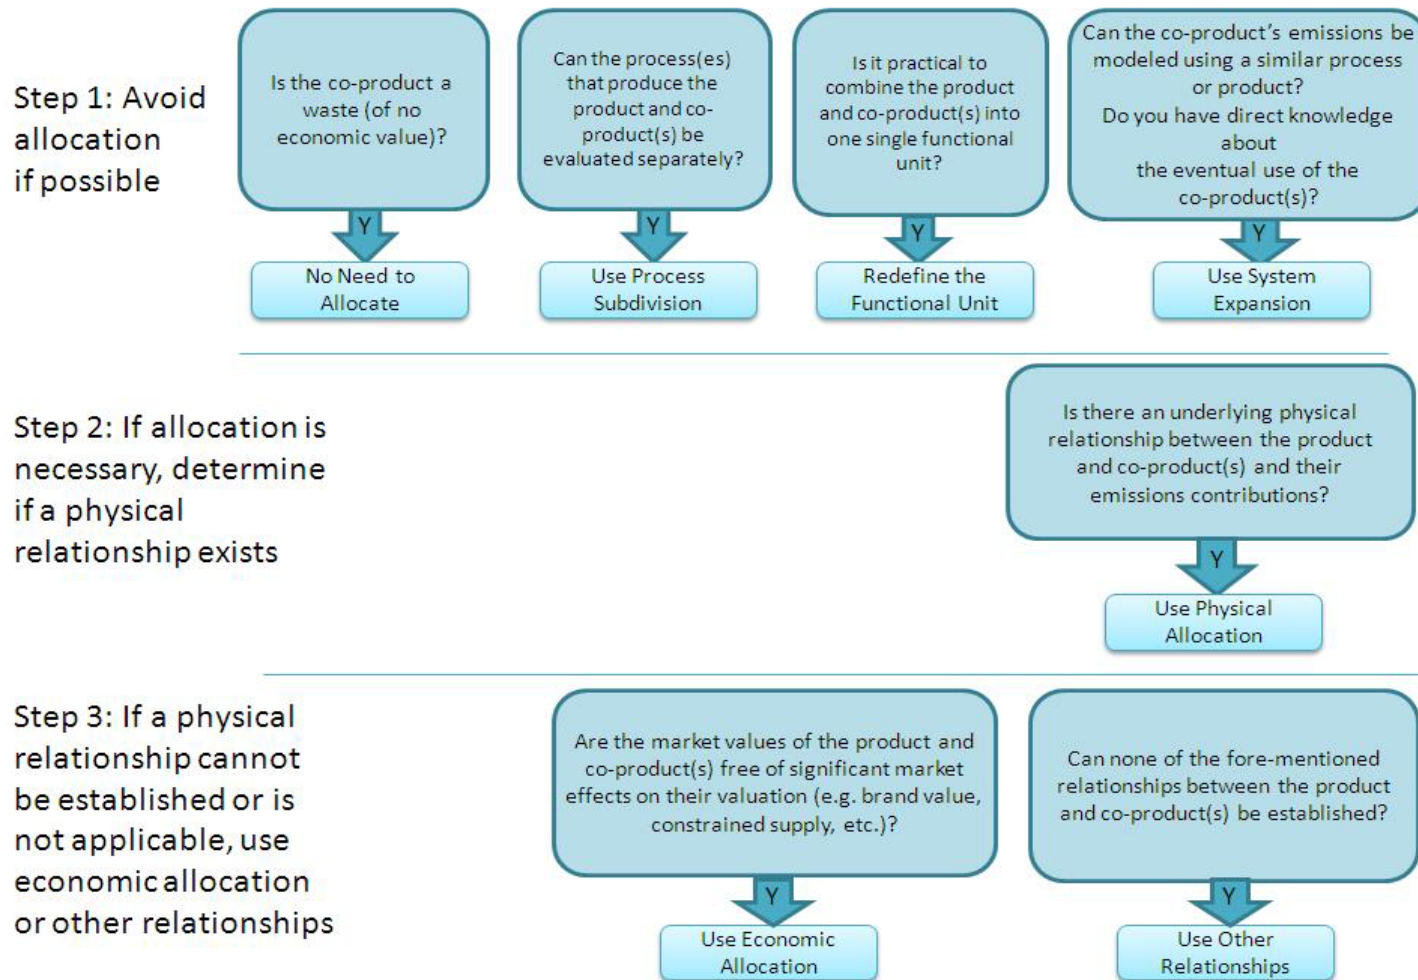 Step 1: Avoid
allocation
if possible
Is the co-product a
waste (of no
economic value)?
Y
No Need to
Allocate
Can the process(es)
that produce the
product and co-
product(s) be
evaluated separately?
Y
Use Process
Subdivision
Is it practical to
combine the product
and co-product(s) into
one single functional
unit?
Y
Redefine the
Functional Unit
Can the co-product's emissions be
modeled using a similar process
or product?
Do you have direct knowledge
about
the eventual use of the
co-product(s)?
Y
Use System
Expansion
Step 2: If allocation is
necessary, determine
if a physical
relationship exists
Is there an underlying physical
relationship between the product
and co-product(s) and their
emissions contributions?
Y
Use Physical
Allocation
Step 3: If a physical
relationship cannot
be established or is
not applicable, use
economic allocation
or other relationships
Are the market values of the product and
co-product(s) free of significant market
effects on their valuation (e.g. brand value,
constrained supply, etc.)?
Y
Use Economic
Allocation
Can none of the fore-mentioned
relationships between the product
and co-product(s) be established?
Y
Use Other
Relationships